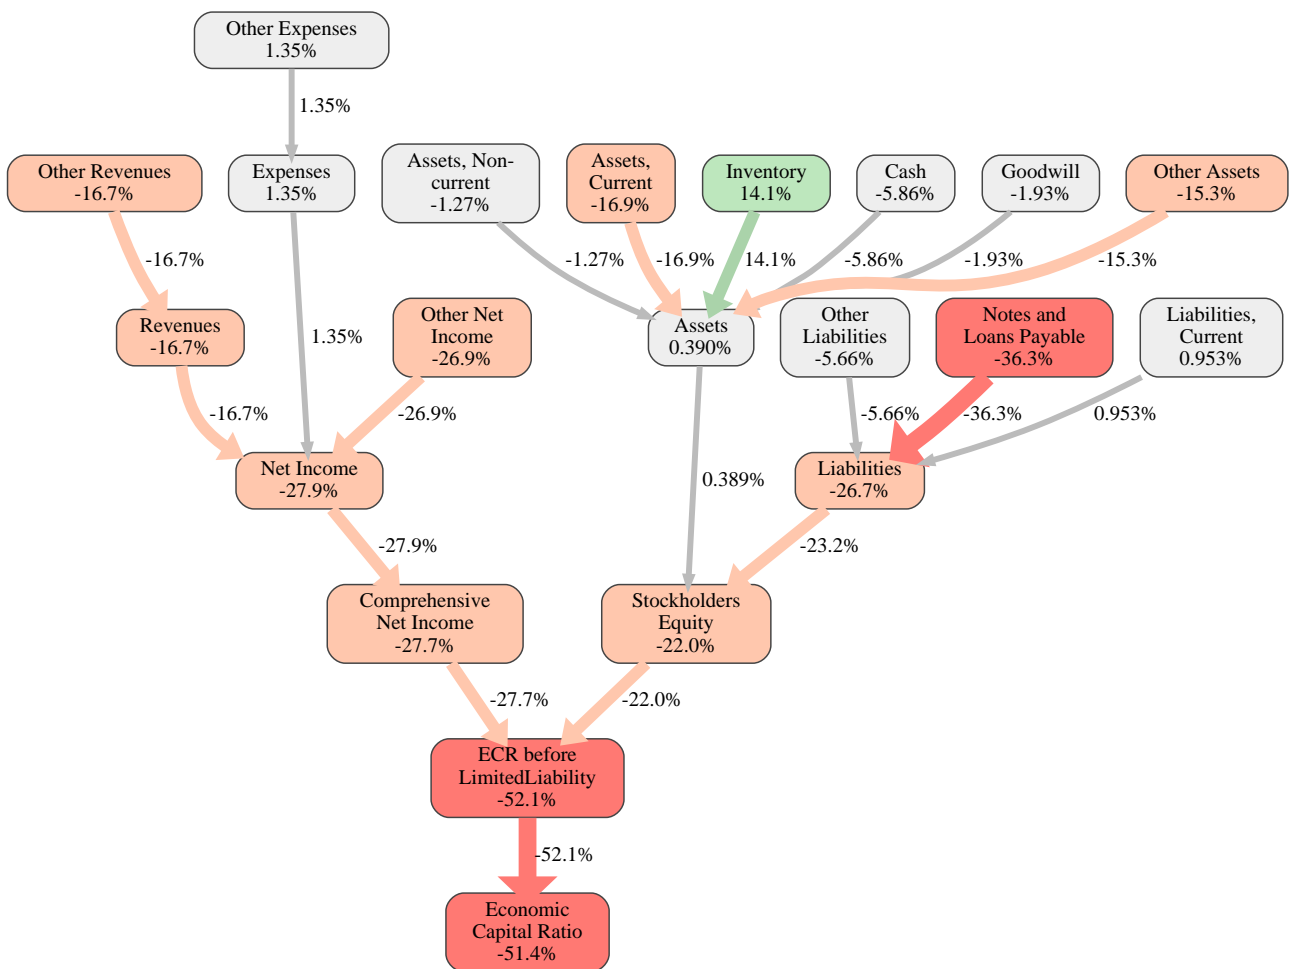 Other Expenses
1.35%
1.35%
Other Revenues
-16.7%
Expenses
1.35%
Assets, Non-
current
-1.27%
Assets,
Current
-16.9%
Inventory
14.1%
Cash
-5.86%
Goodwill
-1.93%
Other Assets
-15.3%
-16.7%
-1.27%
-16.9%
14.1%
-5.86%
-1.93%
-15.3%
Revenues
-16.7%
1.35%
Other Net
Income
-26.9%
Assets
0.390%
Other
Liabilities
-5.66%
Notes and
Loans Payable
-36.3%
Liabilities,
Current
0.953%
-16.7%
-26.9%
-5.66%
-36.3%
0.953%
Net Income
-27.9%
0.389%
Liabilities
-26.7%
-27.9%
-23.2%
Comprehensive
Net Income
-27.7%
Stockholders
Equity
-22.0%
-27.7%
-22.0%
ECR before
LimitedLiability
-52.1%
-52.1%
Economic
Capital Ratio
-51.4%